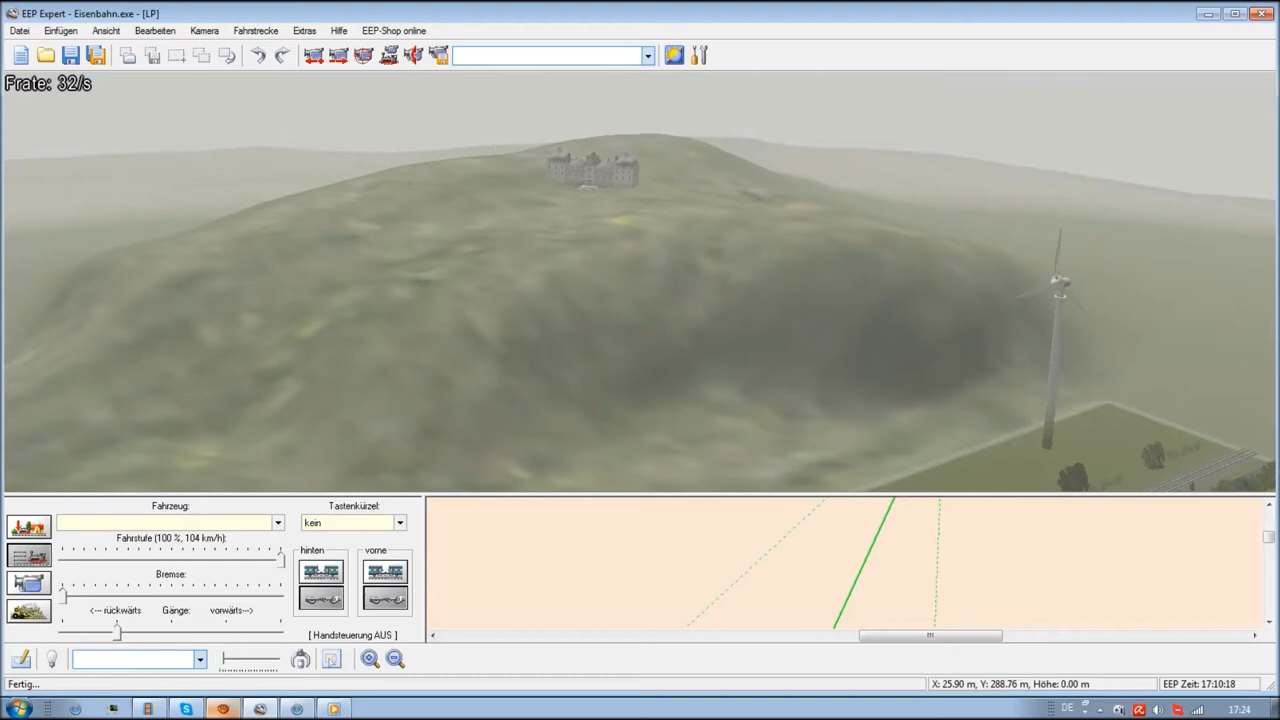 EEP Expert - Eisenbahn.exe - [LP]
Datei Einfügen Ansicht Bearbeiten Kamera Fahrstrecke Extras Hilfe EEP-Shop online
Frate: 32/s
Fahrzeug: Tastenkürzel:
kein
Fahrstufe (100 %, 104 km/h):
hinten vorne
Bremse:
<--- rückwärts Gänge: vorwärts--->
[ Handsteuerung AUS ]
Fertig... X: 25.90 m, Y: 288.76 m, Höhe: 0.00 m EEP Zeit: 17:10:18
DE 17:24